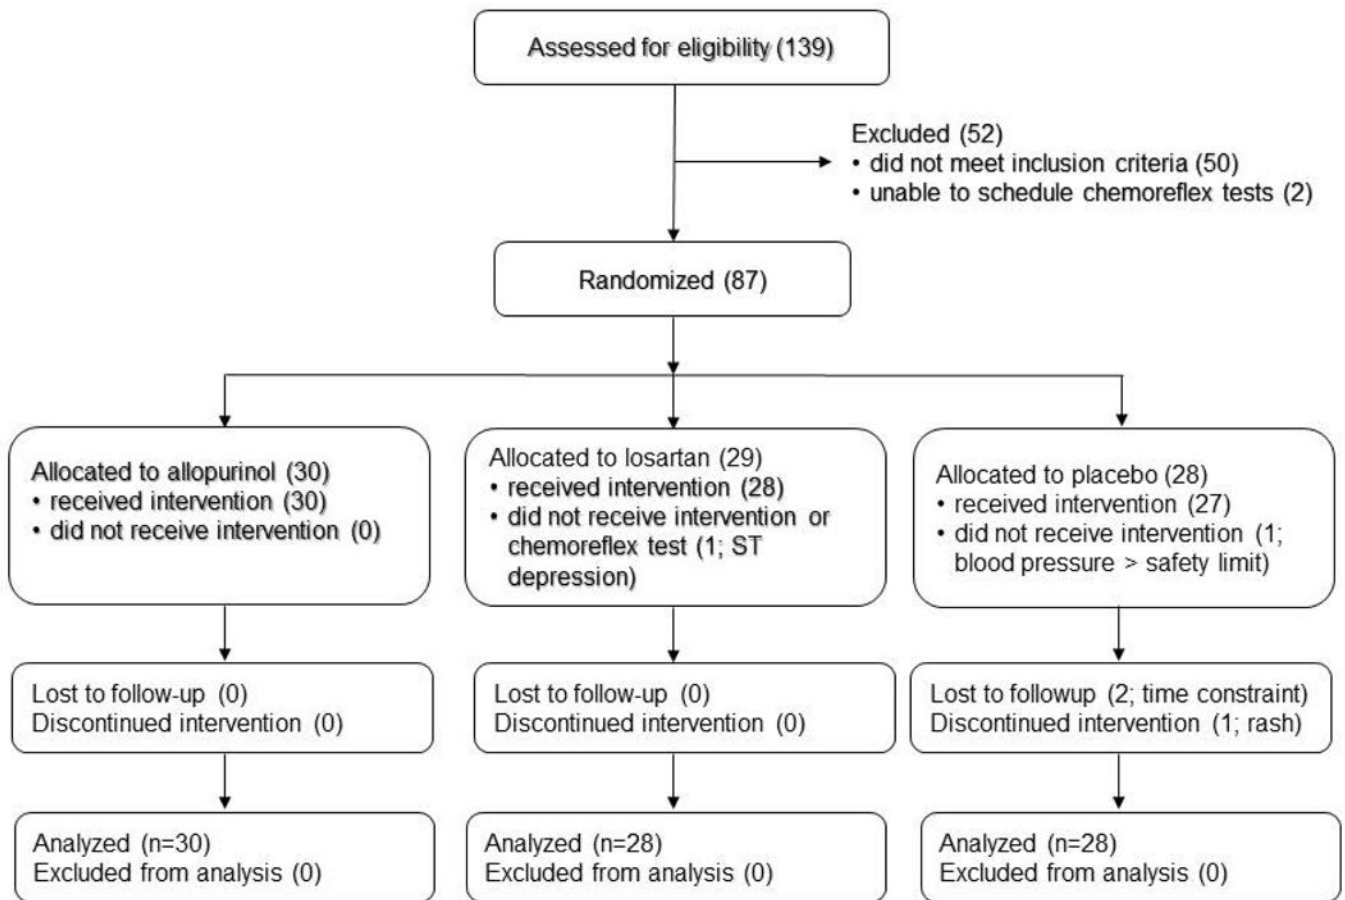 Assessed for eligibility (139)
Excluded (52)
• did not meet inclusion criteria (50)
• unable to schedule chemoreflex tests (2)
Randomized (87)
Allocated to allopurinol (30)
• received intervention (30)
• did not receive intervention (0)
Allocated to losartan (29)
• received intervention (28)
• did not receive intervention or
chemoreflex test (1; ST
depression)
Allocated to placebo (28)
• received intervention (27)
• did not receive intervention (1;
blood pressure > safety limit)
Lost to follow-up (0)
Discontinued intervention (0)
Lost to follow-up (0)
Discontinued intervention (0)
Lost to followup (2; time constraint)
Discontinued intervention (1; rash)
Analyzed (n=30)
Excluded from analysis (0)
Analyzed (n=28)
Excluded from analysis (0)
Analyzed (n=28)
Excluded from analysis (0)